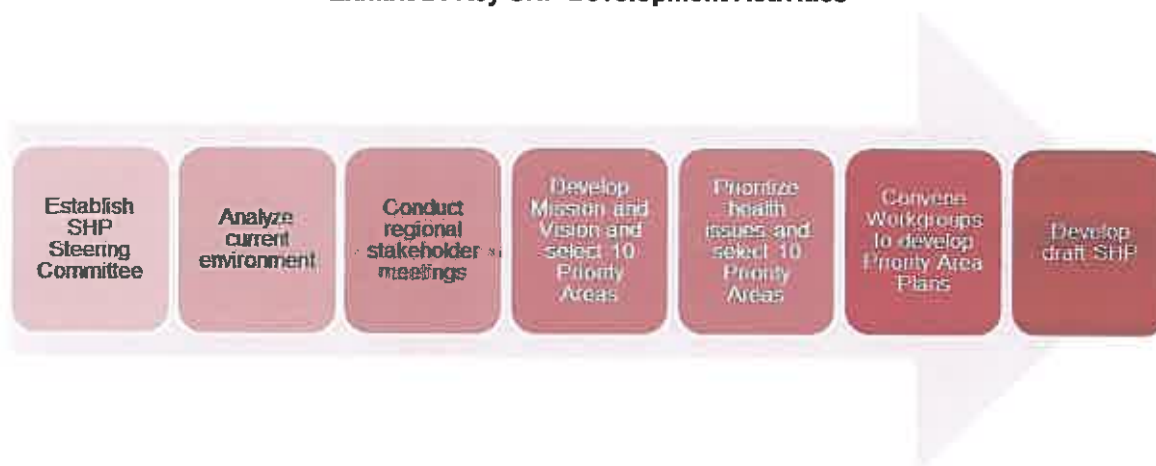 Development Activities
Establish
SHP
Steering
Committee
Analyze
current
environment
Conduct
regional
stakeholder
meetings
Develop
Mission and
Vision and
select 10
Priority
Areas
Prioritize
health
issues and
select 10
Priority
Areas
Convene
Workgroups
to develop
Priority Area
Plans
Develop
draft SHP